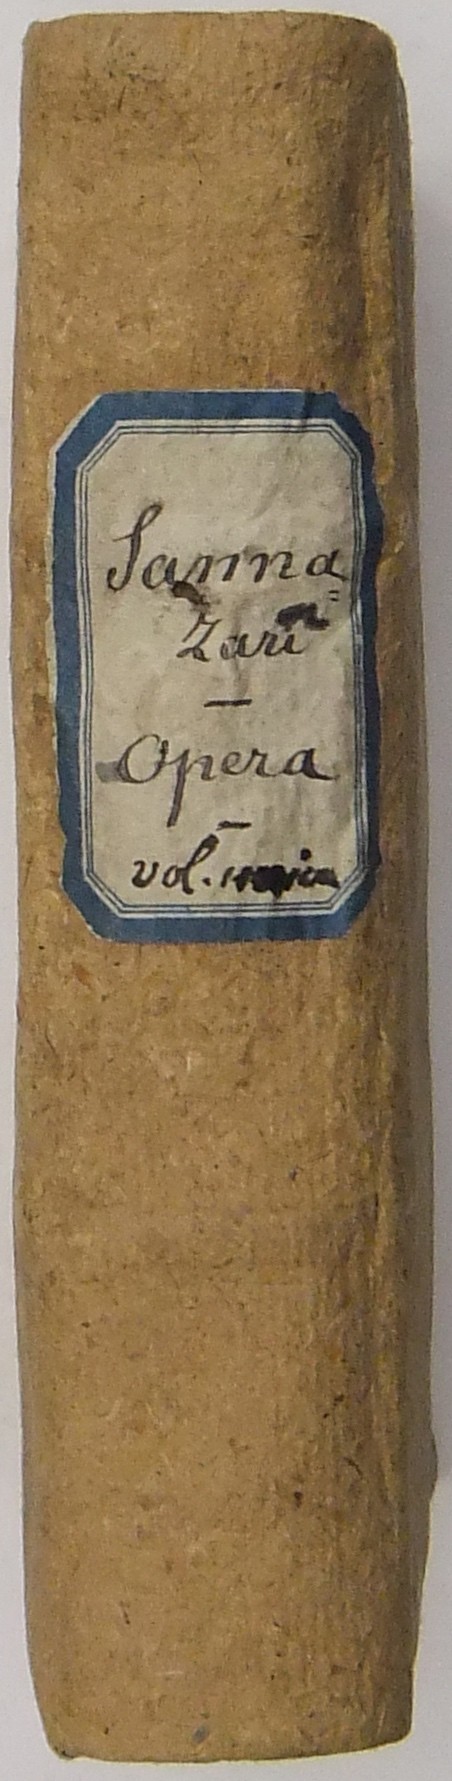 Sanna=
Zari
Opera
vol.